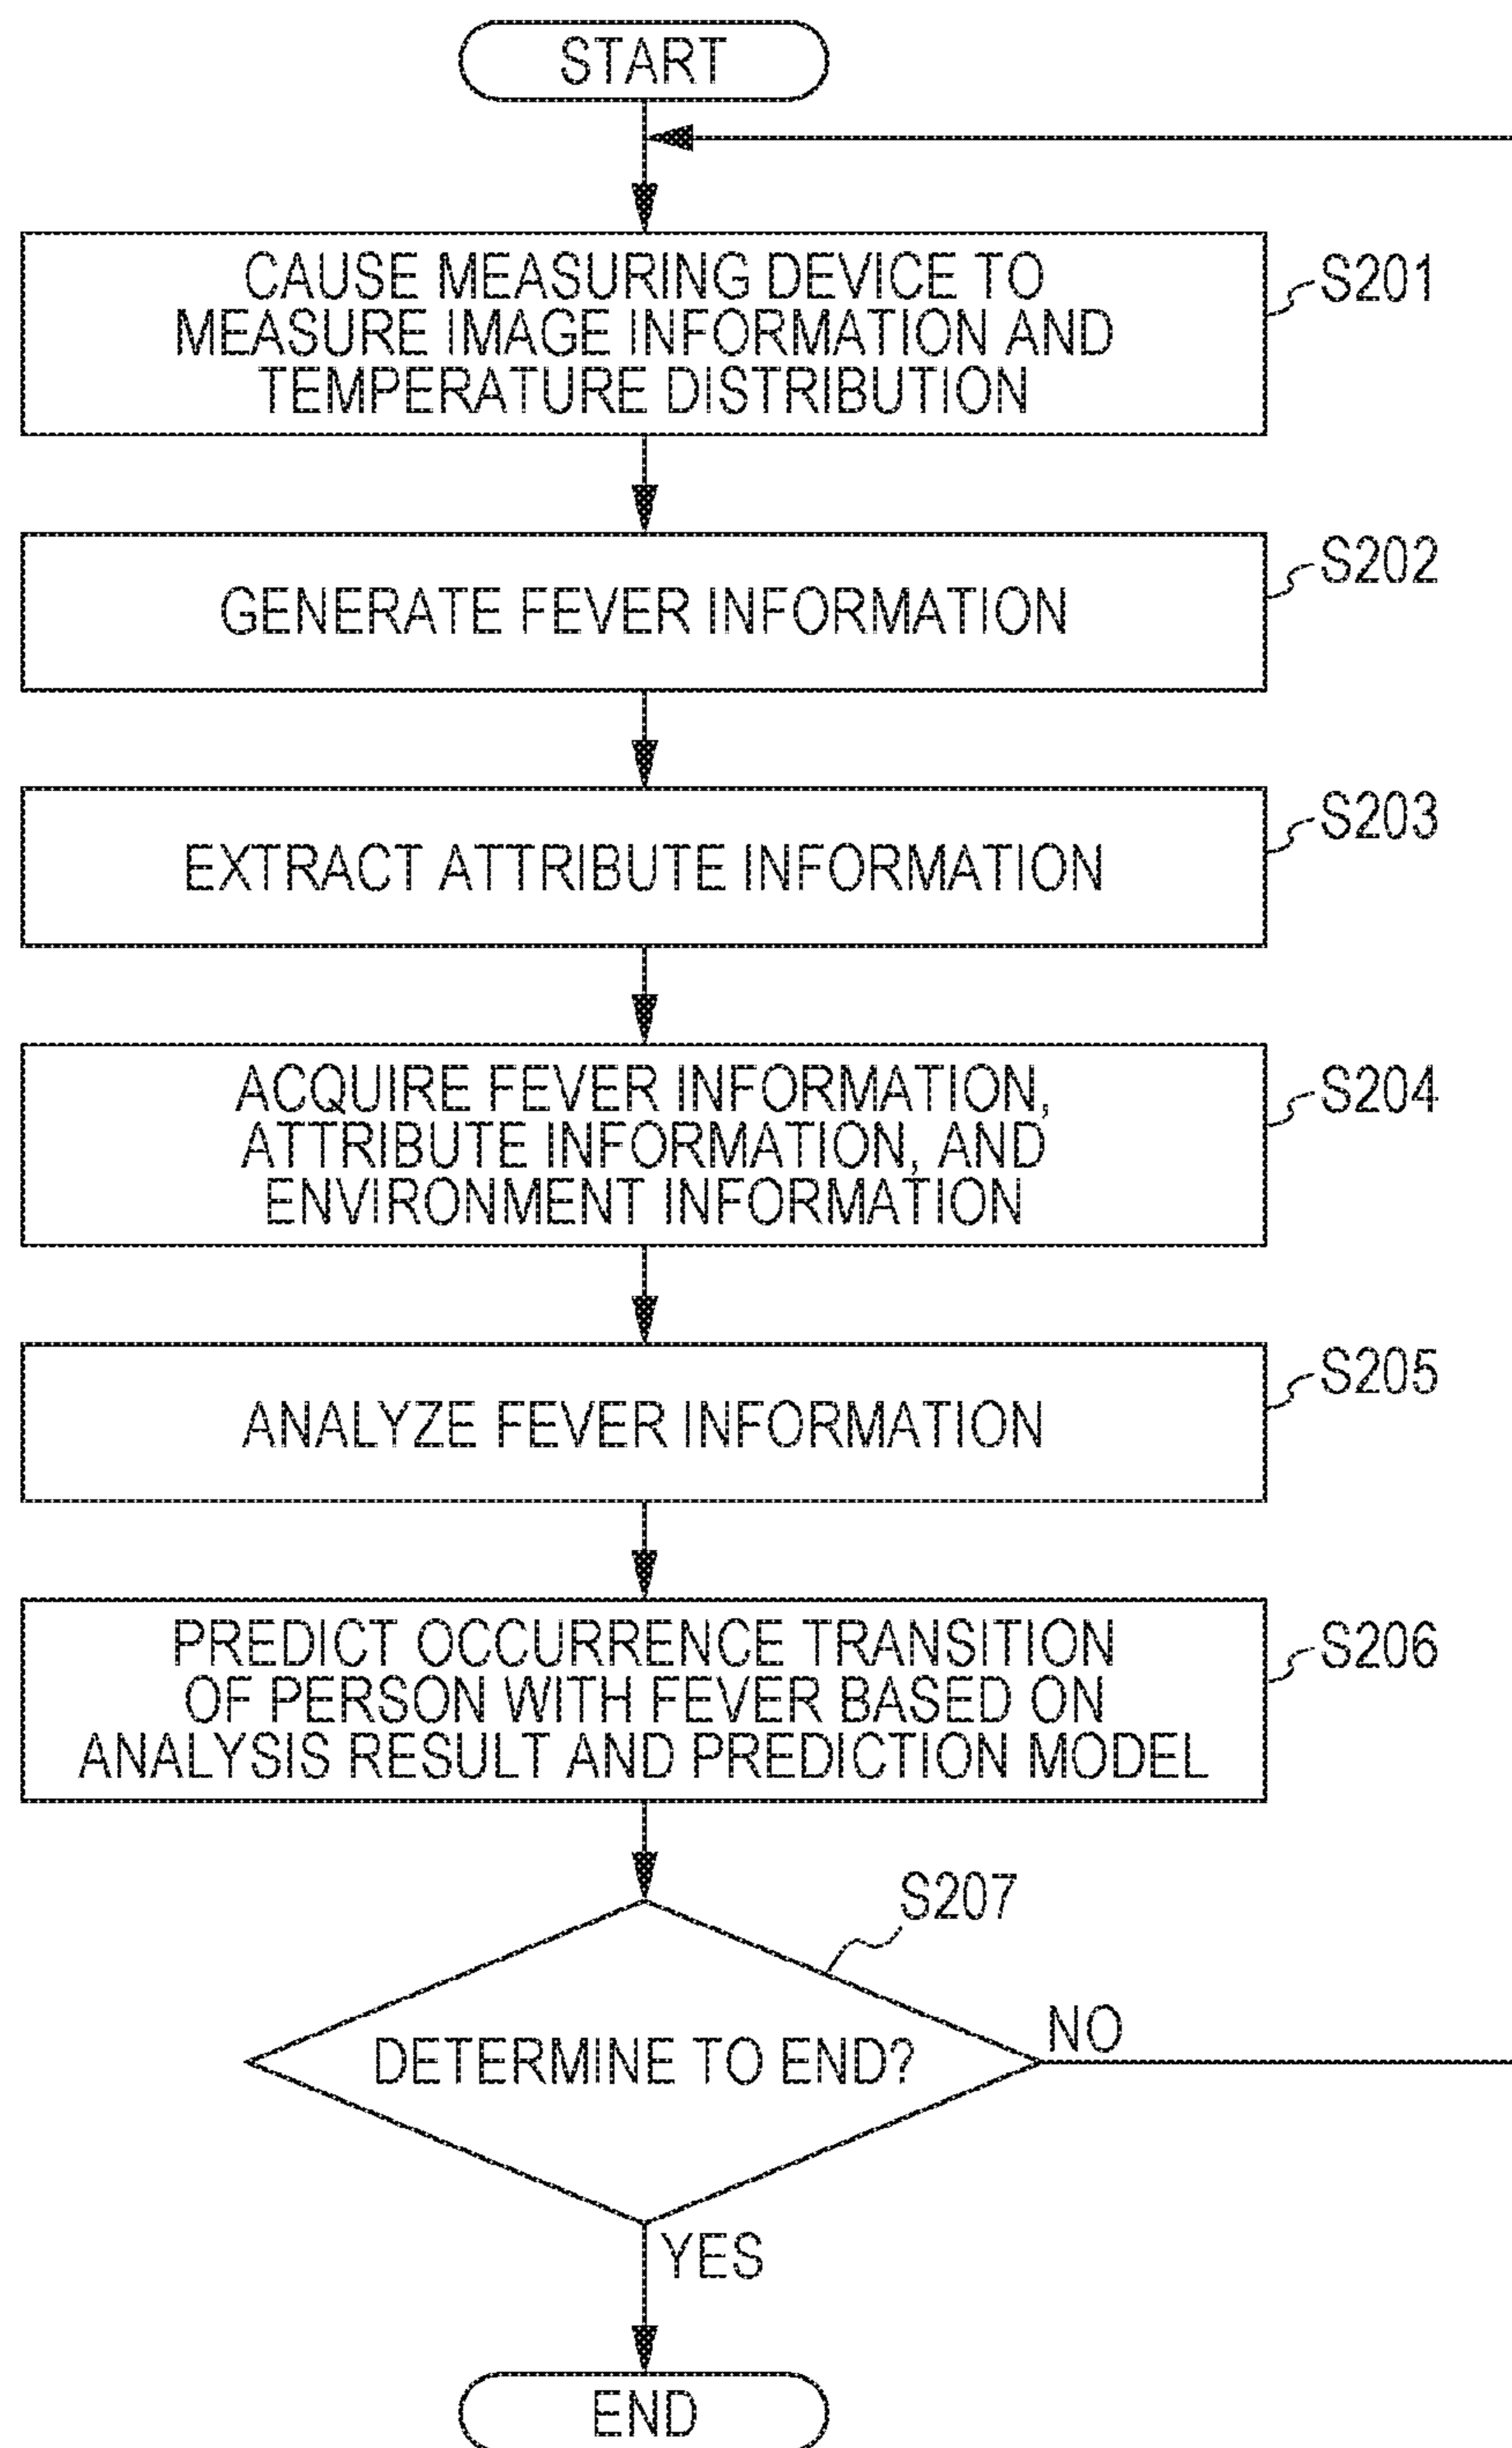 START
CAUSE MEASURING DEVICE TO
MEASURE IMAGE INFORMATION AND
TEMPERATURE DISTRIBUTION
S201
GENERATE FEVER INFORMATION
S202
EXTRACT ATTRIBUTE INFORMATION
S203
ACQUIRE FEVER INFORMATION,
ATTRIBUTE INFORMATION, AND
ENVIRONMENT INFORMATION
S204
ANALYZE FEVER INFORMATION
S205
PREDICT OCCURRENCE TRANSITION
OF PERSON WITH FEVER BASED ON
ANALYSIS RESULT AND PREDICTION MODEL
S206
S207
DETERMINE TO END?
NO
YES
END